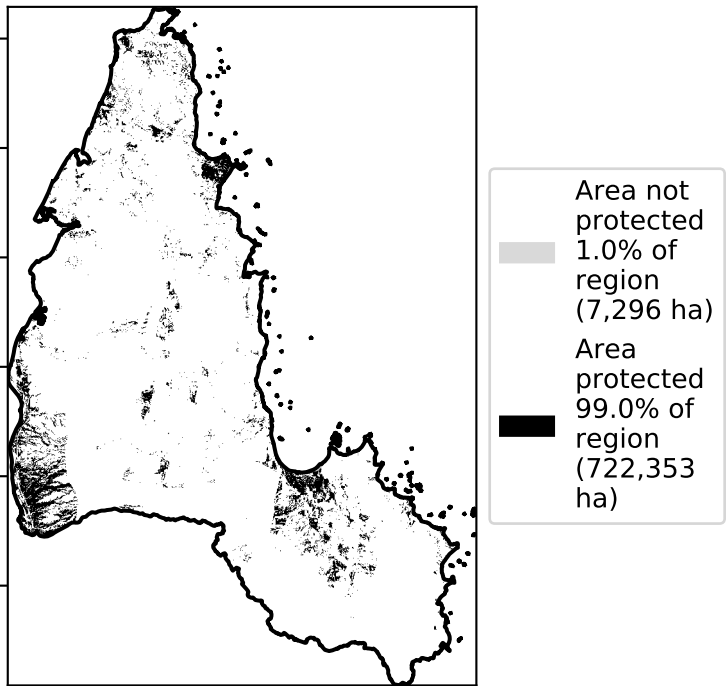 Area not
protected
1.0% of
region
(7,296 ha)
Area
protected
99.0% of
region
(722,353
ha)